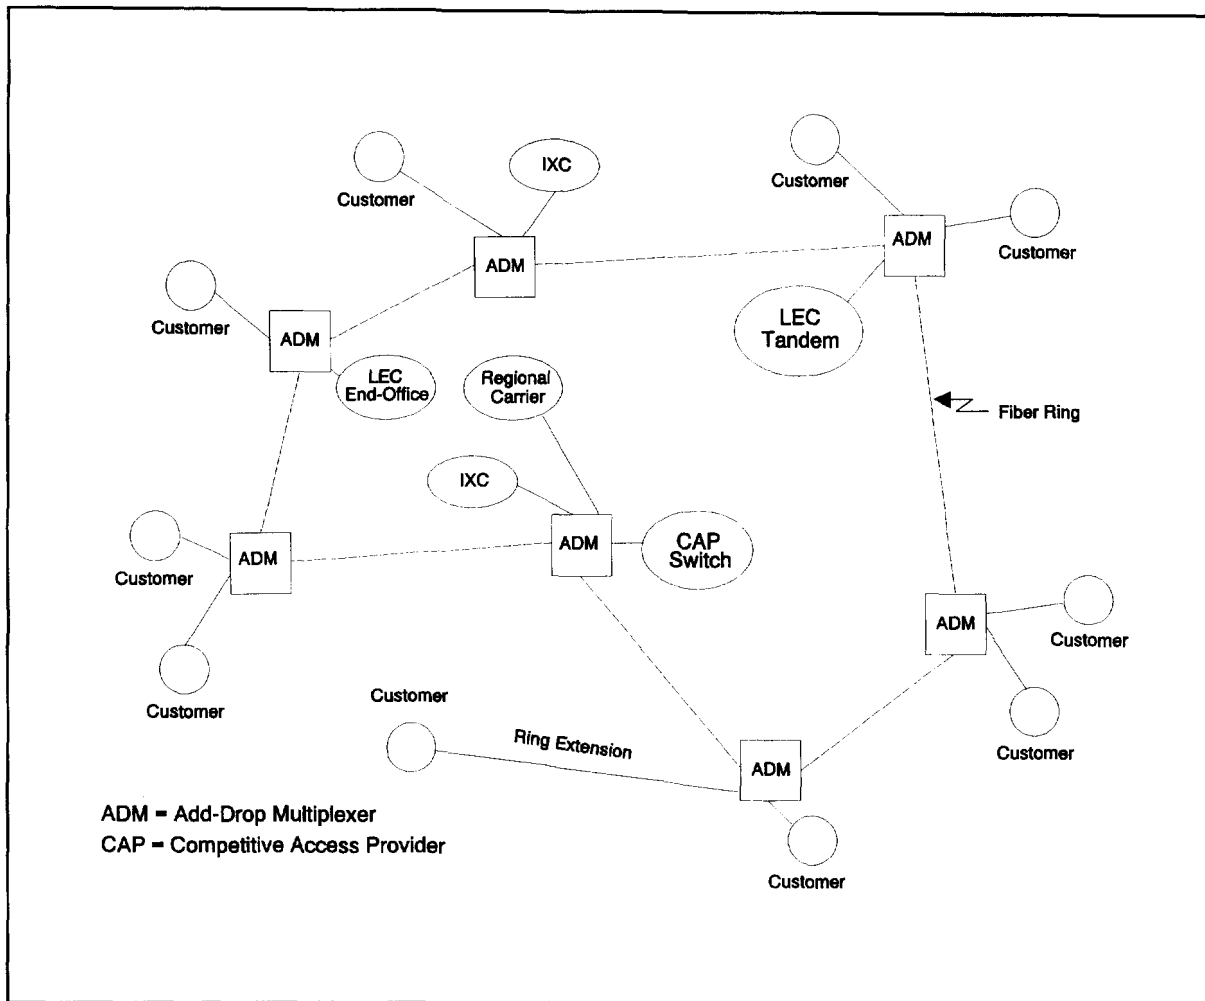 IXC
Customer
Customer
Customer
ADM
ADM
Customer
LEC
Tandem
Customer
ADM
LEC
End-Office
Regional
Carrier
Fiber Ring
IXC
ADM
ADM
CAP
Switch
Customer
ADM
Customer
Customer
Customer
Ring Extension
Customer
ADM
ADM = Add-Drop Multiplexer
CAP = Competitive Access Provider
Customer